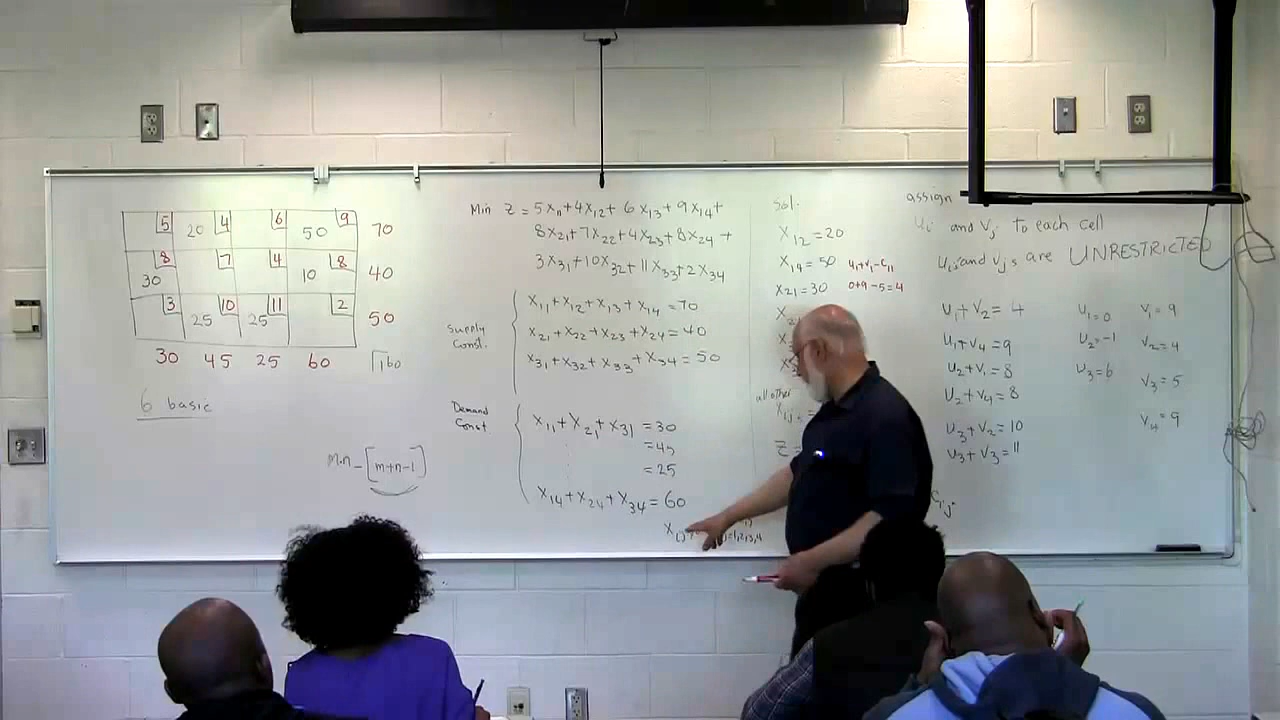 5 4 6 9
20 50 70
8 7 4 8
30 10 40
3 10 11 2
25 25 50
30 45 25 60 160
6 basic
m.n - [m+n-1]
Min Z = 5x11+4x12+6x13+9x14+
8x21+7x22+4x23+8x24+
3x31+10x32+11x33+2x34
Supply
Const.
x11+x12+x13+x14=70
x21+x22+x23+x24=40
x31+x32+x33+x34=50
Demand
Const
x11+x21+x31=30
=45
=25
x14+x24+x34=60
Sol.
x12=20
x14=50
x21=30
u1+v1-c11
0+9-5=4
all other
xij =
Z =
assign
ui and vj to each cell
ui's and vj's are UNRESTRICTED
u1+v2=4
u1+v4=9
u2+v1=8
u2+v4=8
u3+v2=10
u3+v3=11
u1=0
u2=-1
u3=6
v1=9
v2=4
v3=5
v4=9
cij